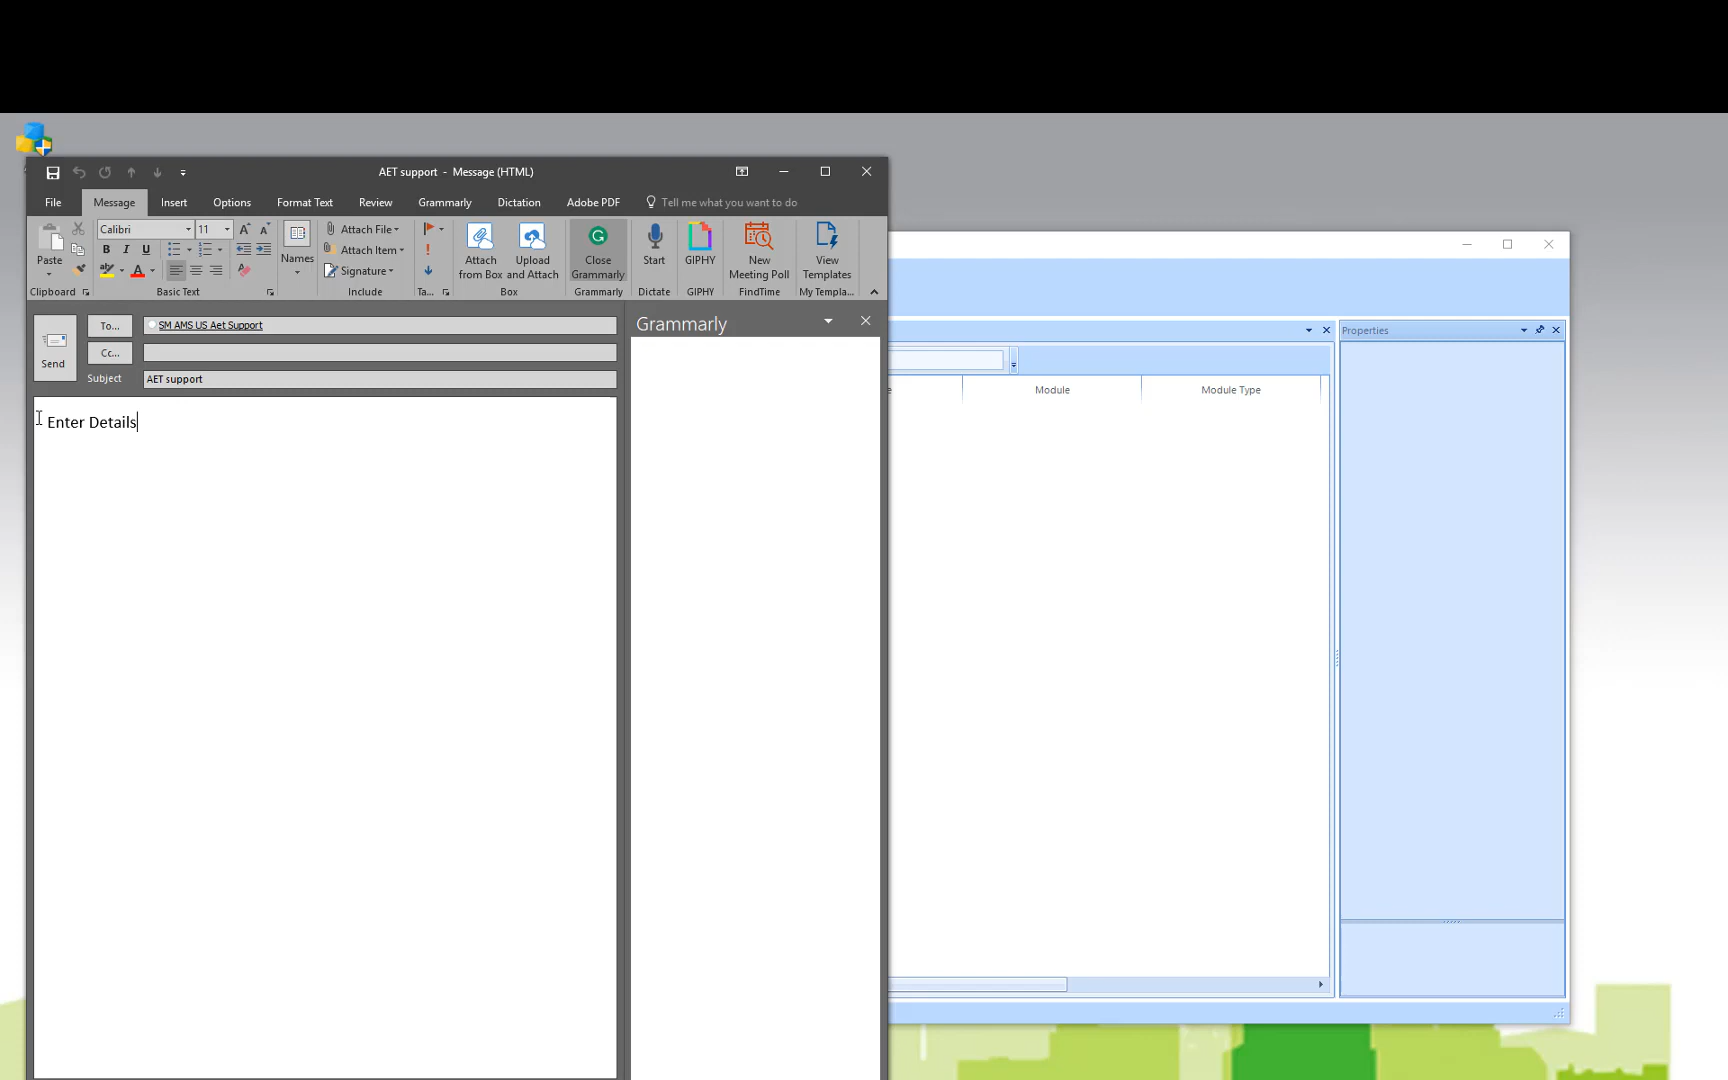 AET support - Message (HTML)
File
Message
Insert
Options
Format Text
Review
Grammarly
Dictation
Adobe PDF
Tell me what you want to do
Paste
Calibri
11
B I U
Names
Attach File
Attach Item
Signature
Attach from Box
Upload and Attach
Close Grammarly
Start
GIPHY
New Meeting Poll
View Templates
Clipboard
Basic Text
Include
Ta...
Box
Grammarly
Dictate
GIPHY
FindTime
My Templa...
Send
To...
SM AMS US Aet Support
Cc...
Subject
AET support
Grammarly
Enter Details
Properties
Module
Module Type